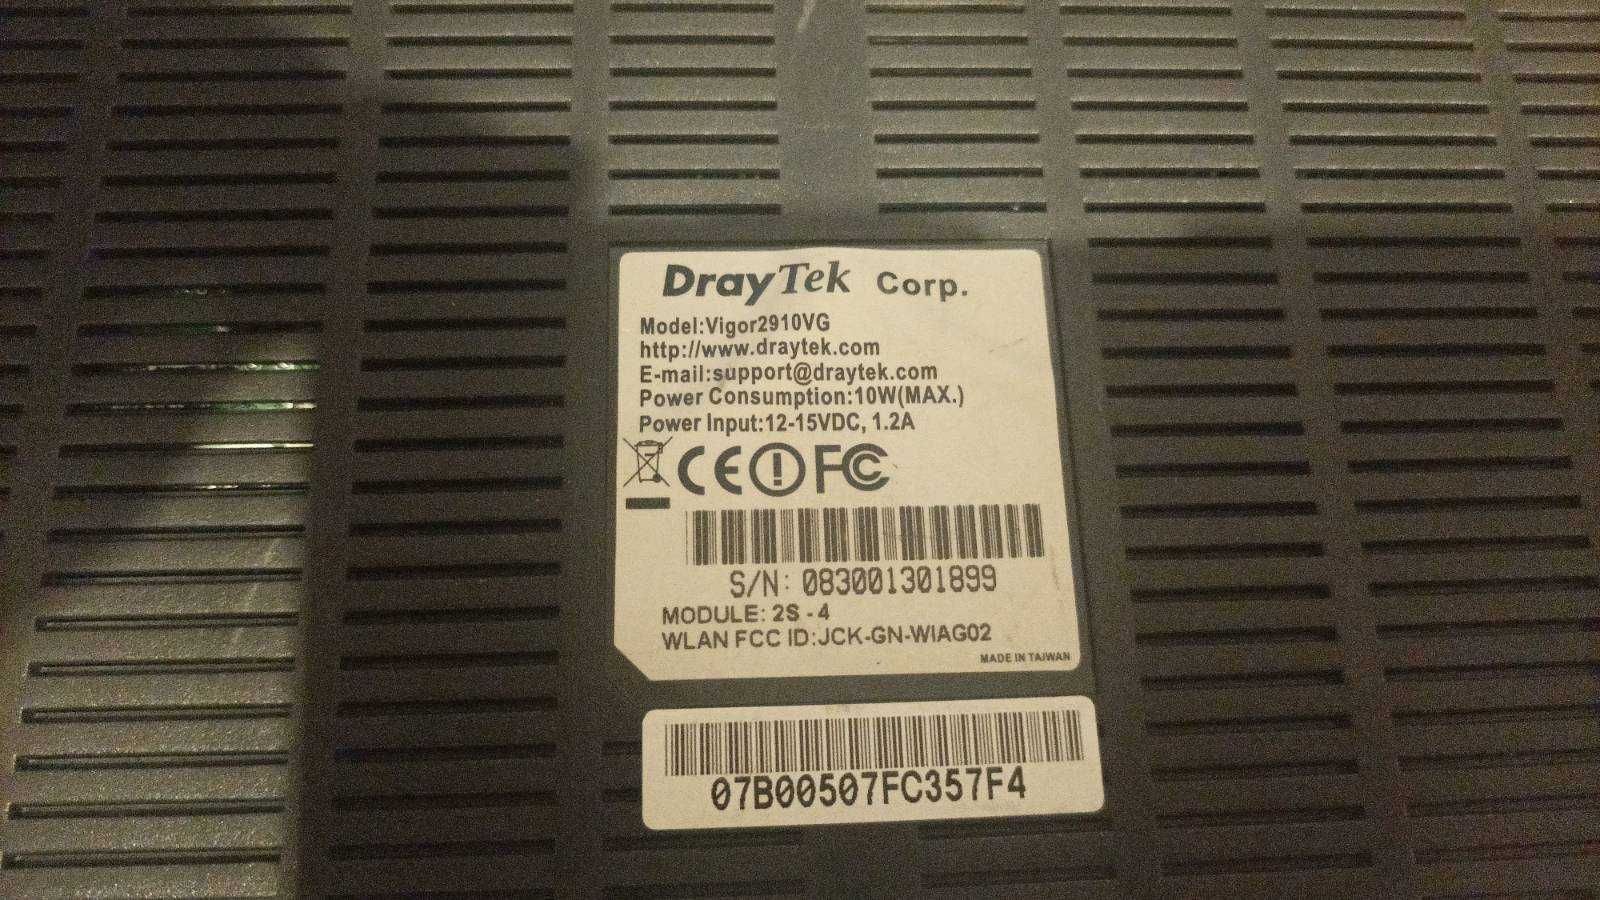 DrayTek Corp.
Model:Vigor2910VG
http://www.draytek.com
E-mail:support@draytek.com
Power Consumption:10W(MAX.)
Power Input:12-15VDC, 1.2A
CE FC
S/N: 083001301899
MODULE: 2S - 4
WLAN FCC ID:JCK-GN-WIAG02
MADE IN TAIWAN
07B00507FC357F4